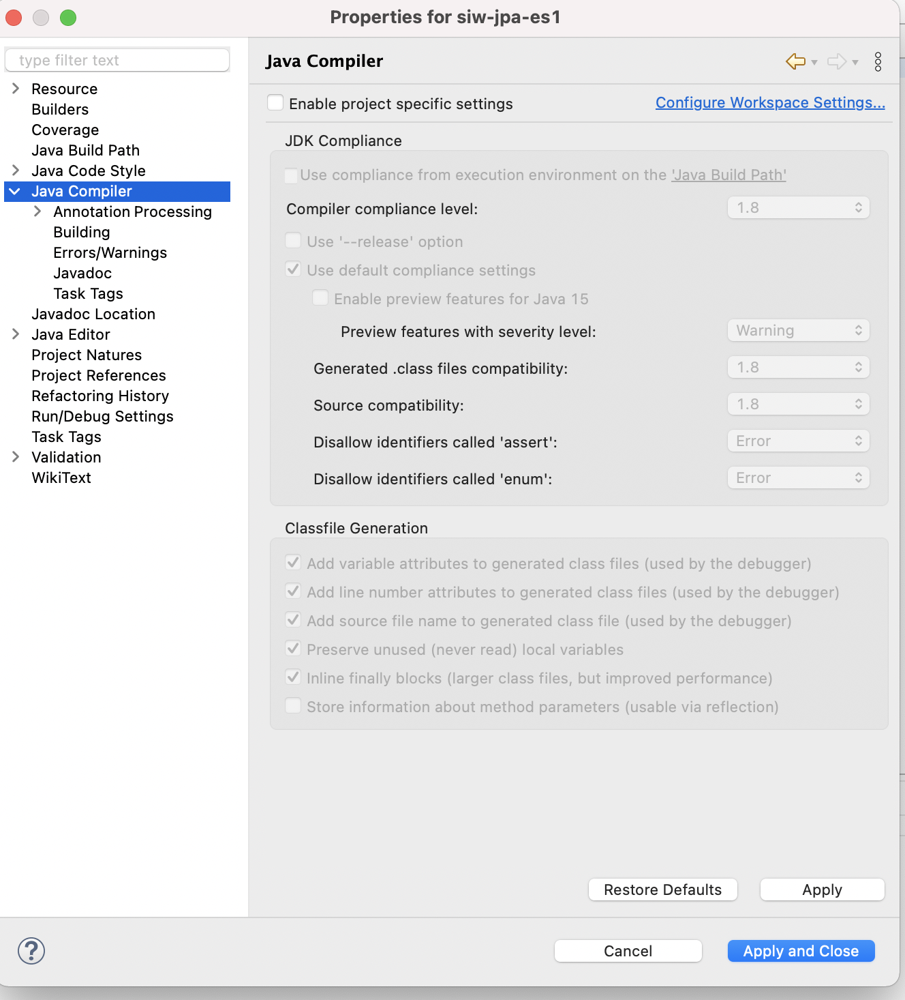 Properties for siw-jpa-es1
type filter text
Resource
Builders
Coverage
Java Build Path
Java Code Style
Java Compiler
Annotation Processing
Building
Errors/Warnings
Javadoc
Task Tags
Javadoc Location
Java Editor
Project Natures
Project References
Refactoring History
Run/Debug Settings
Task Tags
Validation
WikiText
Java Compiler
Enable project specific settings
Configure Workspace Settings...
JDK Compliance
Use compliance from execution environment on the 'Java Build Path'
Compiler compliance level: 1.8
Use '--release' option
Use default compliance settings
Enable preview features for Java 15
Preview features with severity level: Warning
Generated .class files compatibility: 1.8
Source compatibility: 1.8
Disallow identifiers called 'assert': Error
Disallow identifiers called 'enum': Error
Classfile Generation
Add variable attributes to generated class files (used by the debugger)
Add line number attributes to generated class files (used by the debugger)
Add source file name to generated class file (used by the debugger)
Preserve unused (never read) local variables
Inline finally blocks (larger class files, but improved performance)
Store information about method parameters (usable via reflection)
Restore Defaults
Apply
?
Cancel
Apply and Close